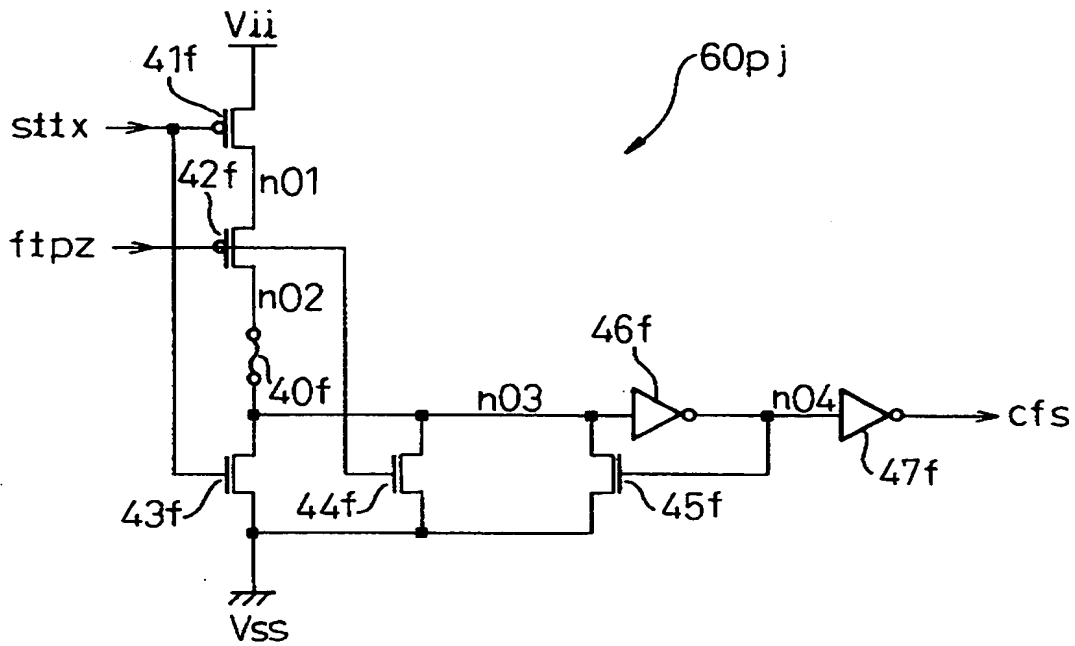 Vii
41f
60pj
sttx
42f
n01
ftpz
n02
46f
40f
n03
n04
cfs
43f
44f
45f
47f
Vss